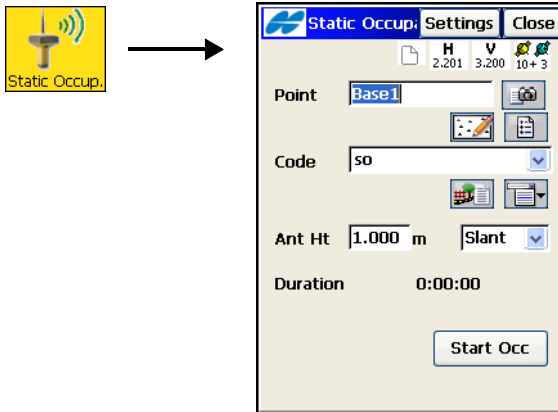 Static Occup.
Static Occupa Settings Close
H V
2.201 3.200 10+ 3
Point Base1
Code so
Ant Ht 1.000 m Slant
Duration 0:00:00
Start Occ